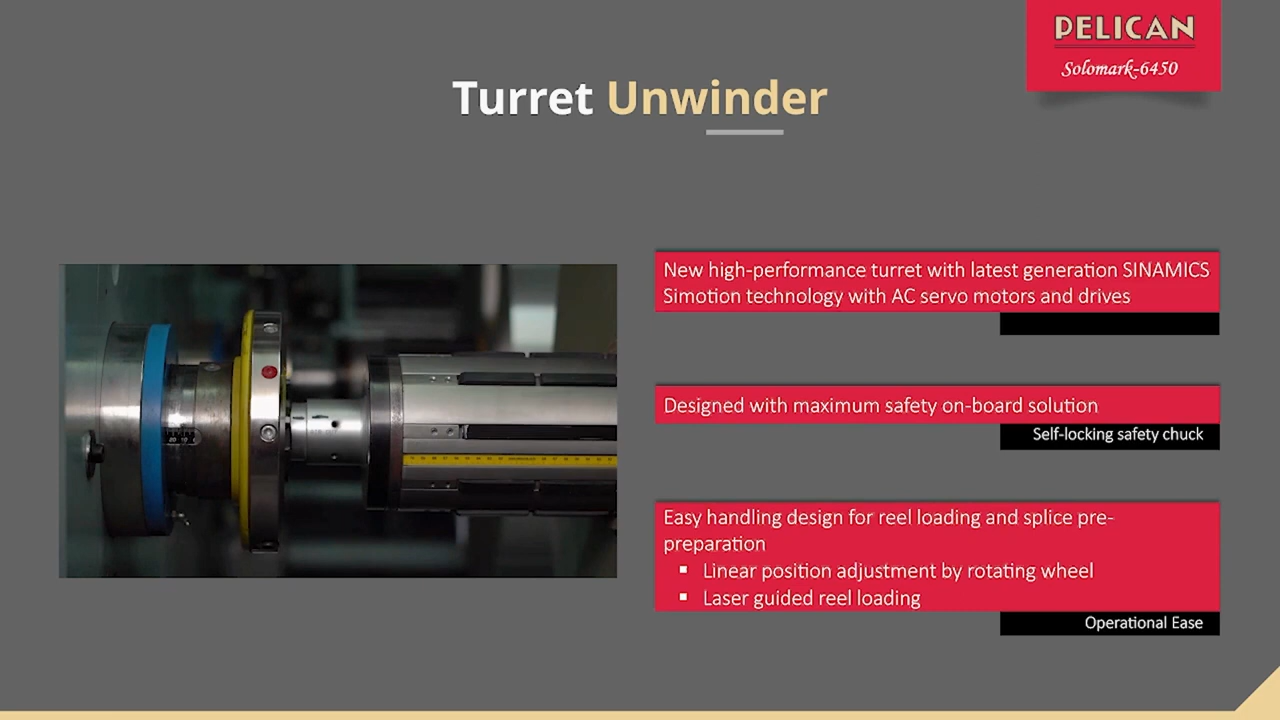 PELICAN
Solomark-6450
Turret Unwinder
New high-performance turret with latest generation SINAMICS
Simotion technology with AC servo motors and drives
Designed with maximum safety on-board solution
Self-locking safety chuck
Easy handling design for reel loading and splice pre-
preparation
▪ Linear position adjustment by rotating wheel
▪ Laser guided reel loading
Operational Ease